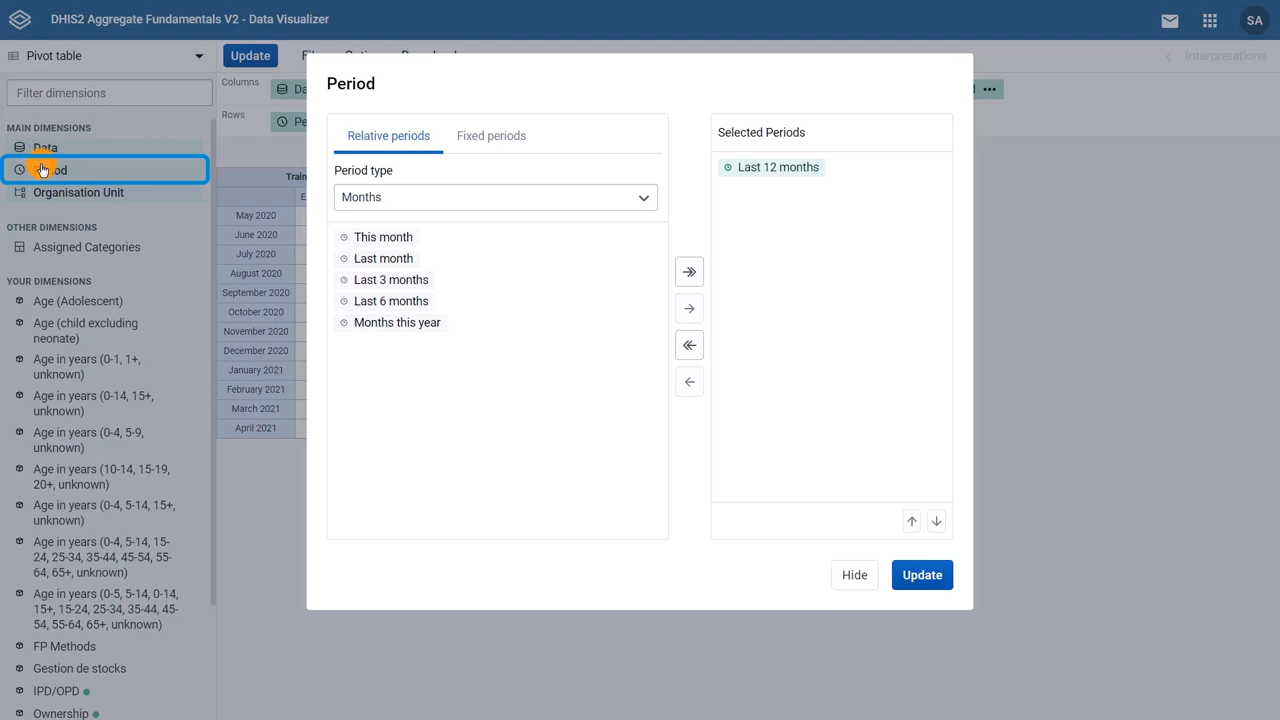 DHIS2 Aggregate Fundamentals V2 - Data Visualizer
SA
Pivot table
Update
Interpretations
Filter dimensions
Columns
Rows
MAIN DIMENSIONS
Data
Organisation Unit
OTHER DIMENSIONS
Assigned Categories
YOUR DIMENSIONS
Age (Adolescent)
Age (child excluding
neonate)
Age in years (0-1, 1+,
unknown)
Age in years (0-14, 15+,
unknown)
Age in years (0-4, 5-9,
unknown)
Age in years (10-14, 15-19,
20+, unknown)
Age in years (0-4, 5-14, 15+,
unknown)
Age in years (0-4, 5-14, 15-
24, 25-34, 35-44, 45-54, 55-
64, 65+, unknown)
Age in years (0-5, 5-14, 0-14,
15+, 15-24, 25-34, 35-44, 45-
54, 55-64, 65+, unknown)
FP Methods
Gestion de stocks
IPD/OPD
Ownership
May 2020
June 2020
July 2020
August 2020
September 2020
October 2020
November 2020
December 2020
January 2021
February 2021
March 2021
April 2021
Period
Relative periods
Fixed periods
Period type
Months
This month
Last month
Last 3 months
Last 6 months
Months this year
Selected Periods
Last 12 months
Hide
Update